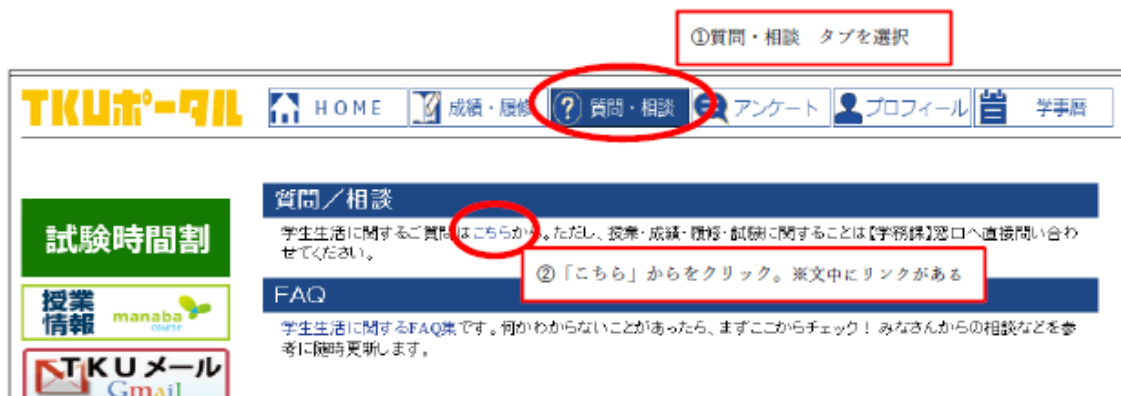 ①質問・相談　タブを選択
TKUポータル
HOME
成績・履修
? 質問・相談
アンケート
プロフィール
学事暦
質問／相談
試験時間割
学生生活に関するご質問はこちらから。ただし、授業・成績・履修・試験に関することは【学務課】窓口へ直接問い合わ
せてください。
②「こちら」からをクリック。※文中にリンクがある
FAQ
授業
情報
manaba
course
学生生活に関するFAQ集です。何かわからないことがあったら、まずここからチェック！ みなさんからの相談などを参
考に随時更新します。
TKUメール
Gmail